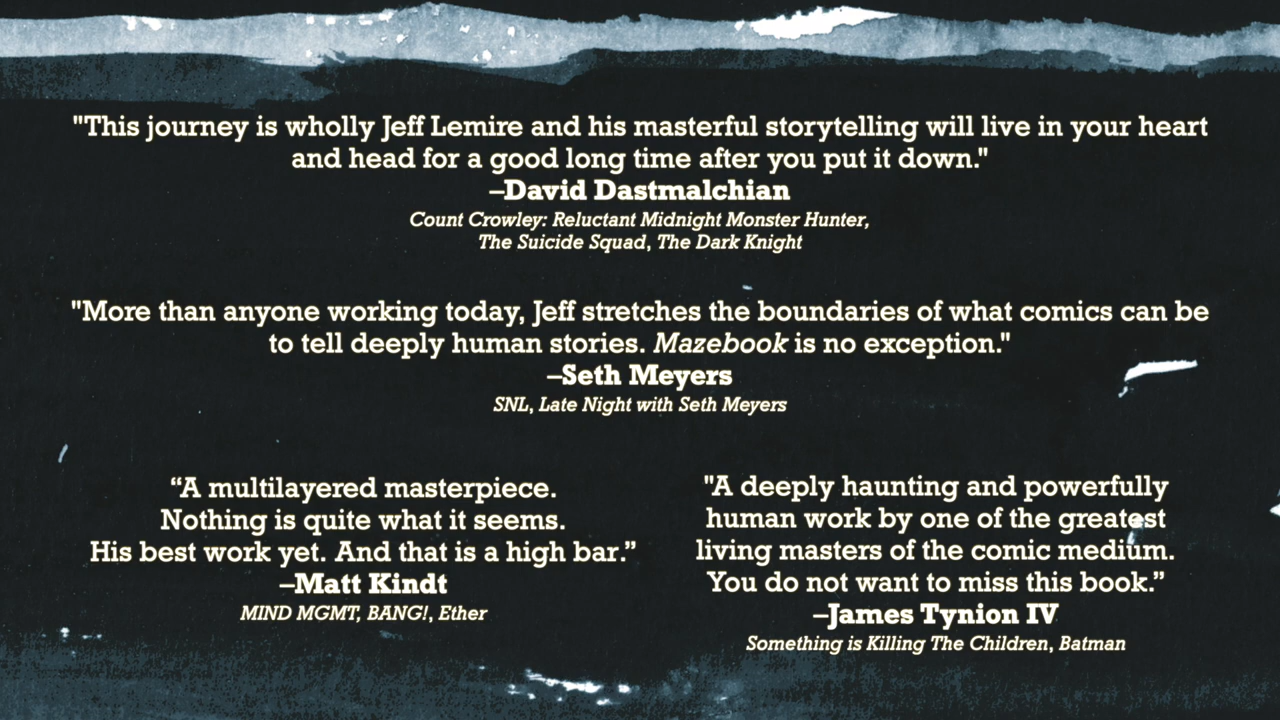 "This journey is wholly Jeff Lemire and his masterful storytelling will live in your heart
and head for a good long time after you put it down."
–David Dastmalchian
Count Crowley: Reluctant Midnight Monster Hunter,
The Suicide Squad, The Dark Knight
"More than anyone working today, Jeff stretches the boundaries of what comics can be
to tell deeply human stories. Mazebook is no exception."
–Seth Meyers
SNL, Late Night with Seth Meyers
“A multilayered masterpiece.
Nothing is quite what it seems.
His best work yet. And that is a high bar.”
–Matt Kindt
MIND MGMT, BANG!, Ether
"A deeply haunting and powerfully
human work by one of the greatest
living masters of the comic medium.
You do not want to miss this book.”
–James Tynion IV
Something is Killing The Children, Batman